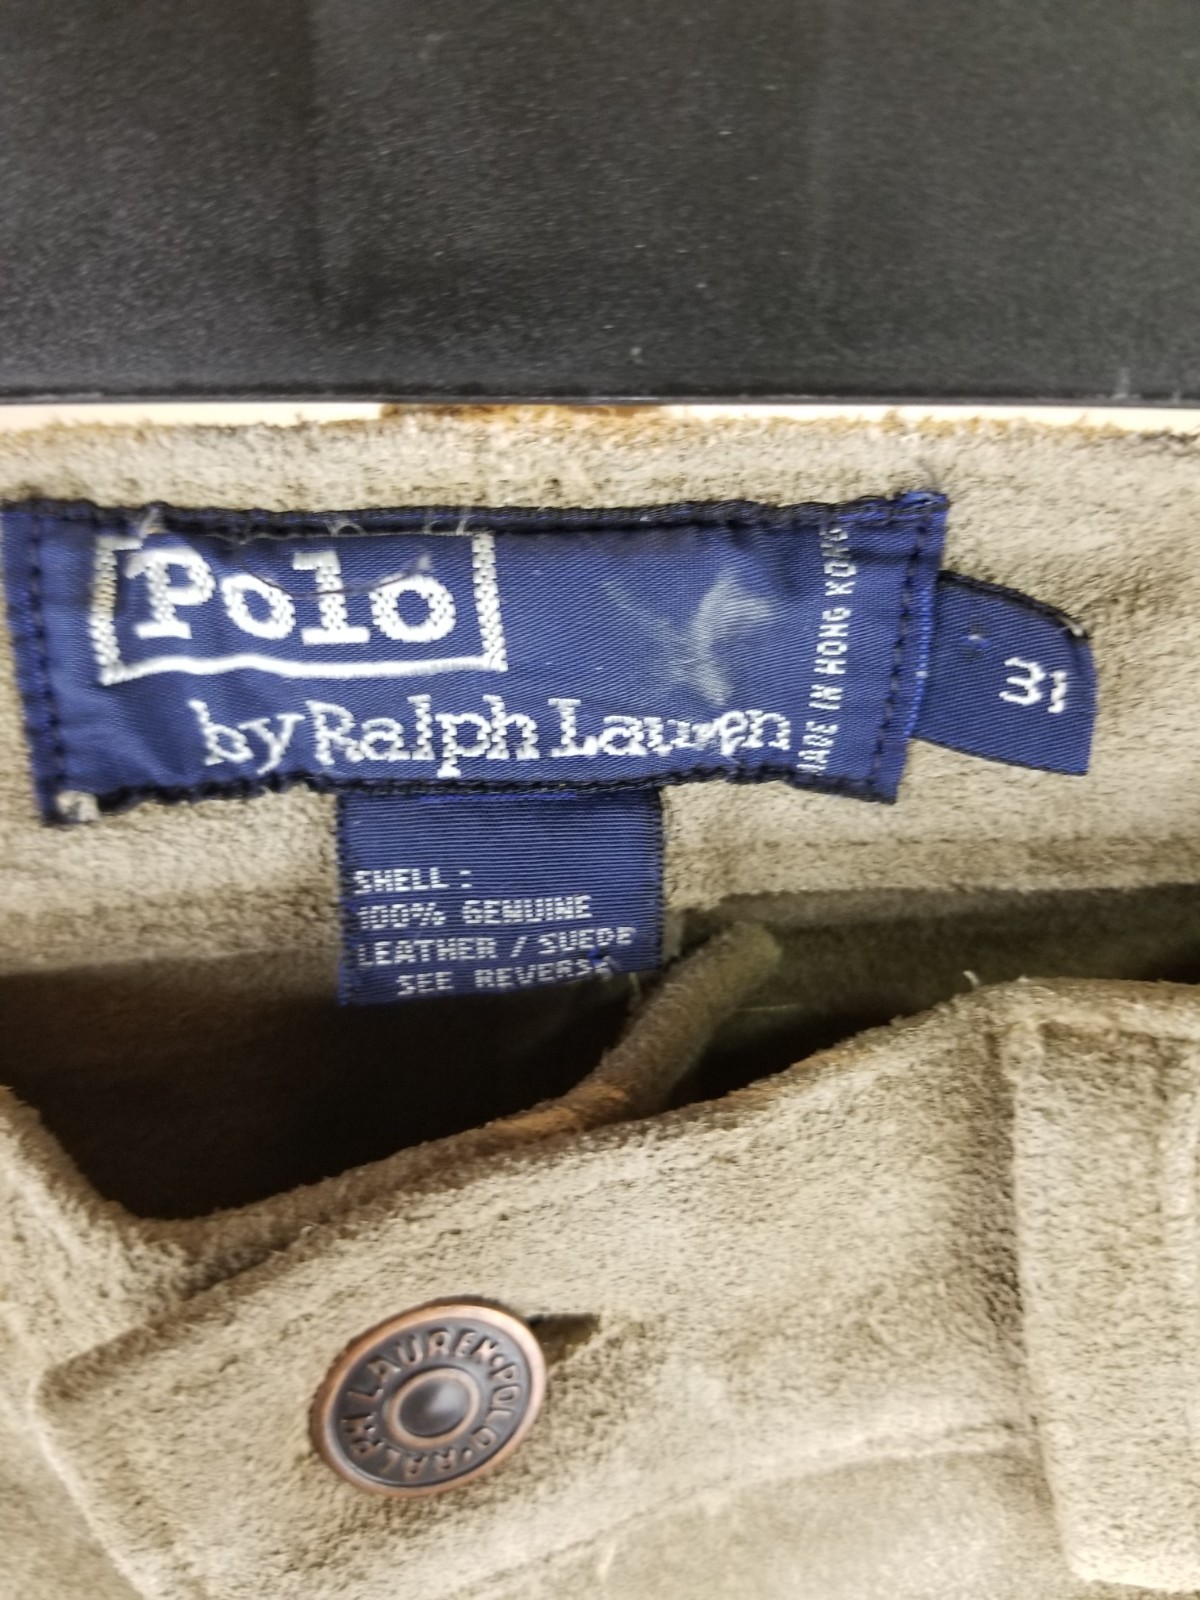 Polo
by Ralph Lauren
MADE IN HONG KONG
31
SHELL :
100% GENUINE
LEATHER / SUEDE
SEE REVERSE
RALPH LAUREN • POLO •